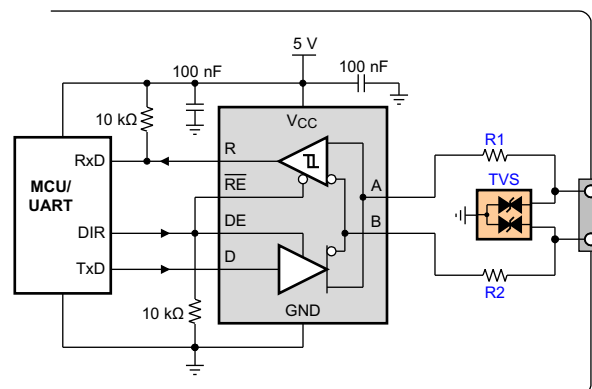 5 V
100 nF
100 nF
10 kΩ
VCC
R1
RxD
R
TVS
MCU/
UART
RE
A
DIR
DE
B
TxD
D
R2
10 kΩ
GND